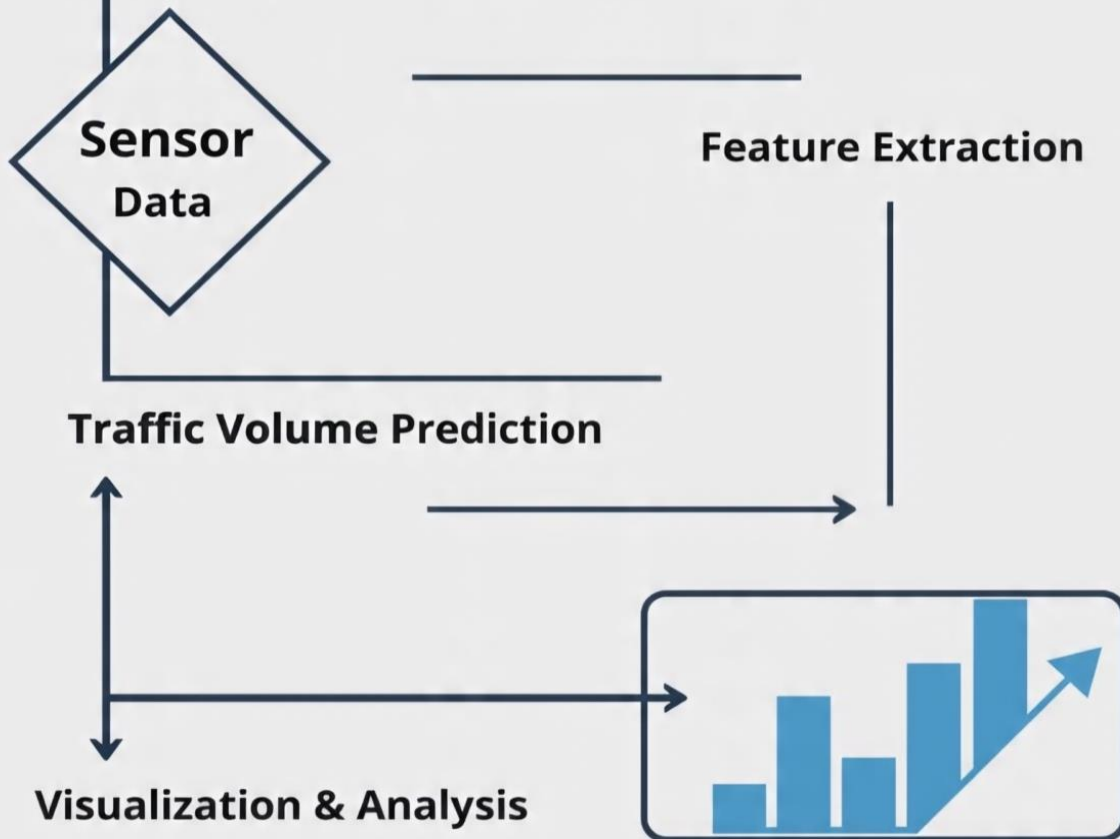 Sensor
Data
Feature Extraction
Traffic Volume Prediction
Visualization & Analysis